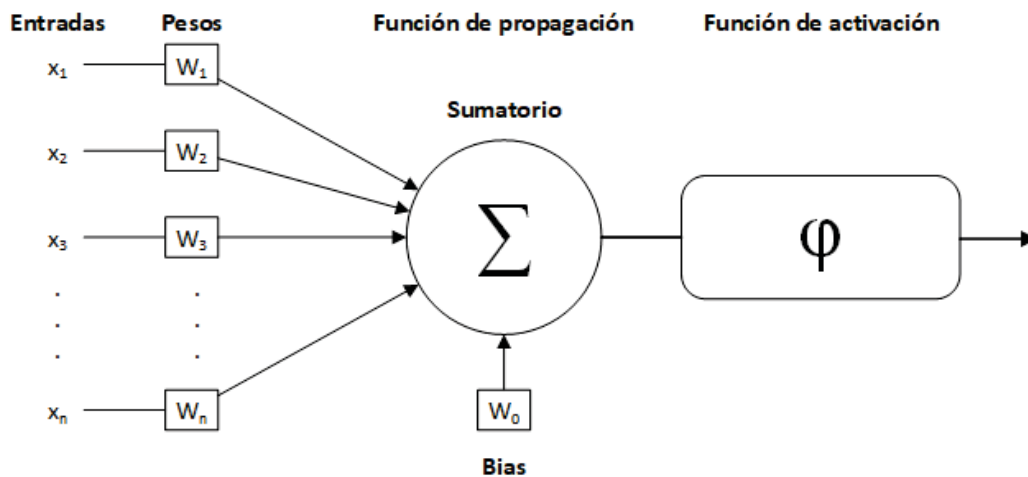 Entradas Pesos Función de propagación Función de activación
x₁ W₁
Sumatorio
x₂ W₂
x₃ W₃ Σ φ
. .
. .
. .
xₙ Wₙ W₀
Bias